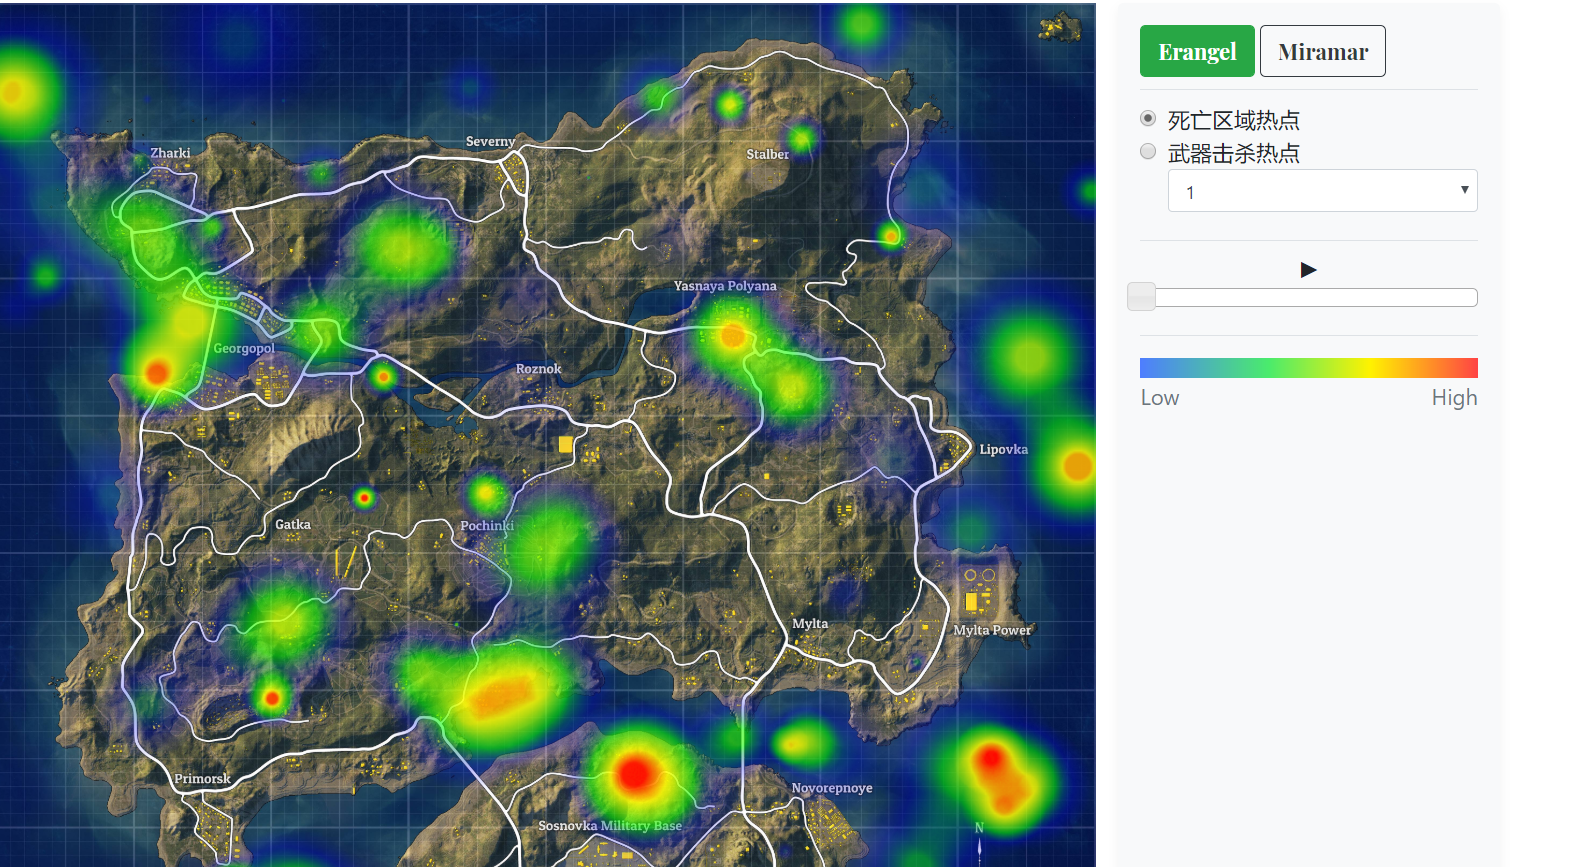 Zharki
Severny
Stalber
Yasnaya Polyana
Georgopol
Roznok
Lipovka
Gatka
Pochinki
Mylta
Mylta Power
Primorsk
Novorepnoye
Sosnovka Military Base
N
Erangel
Miramar
死亡区域热点
武器击杀热点
1
Low
High